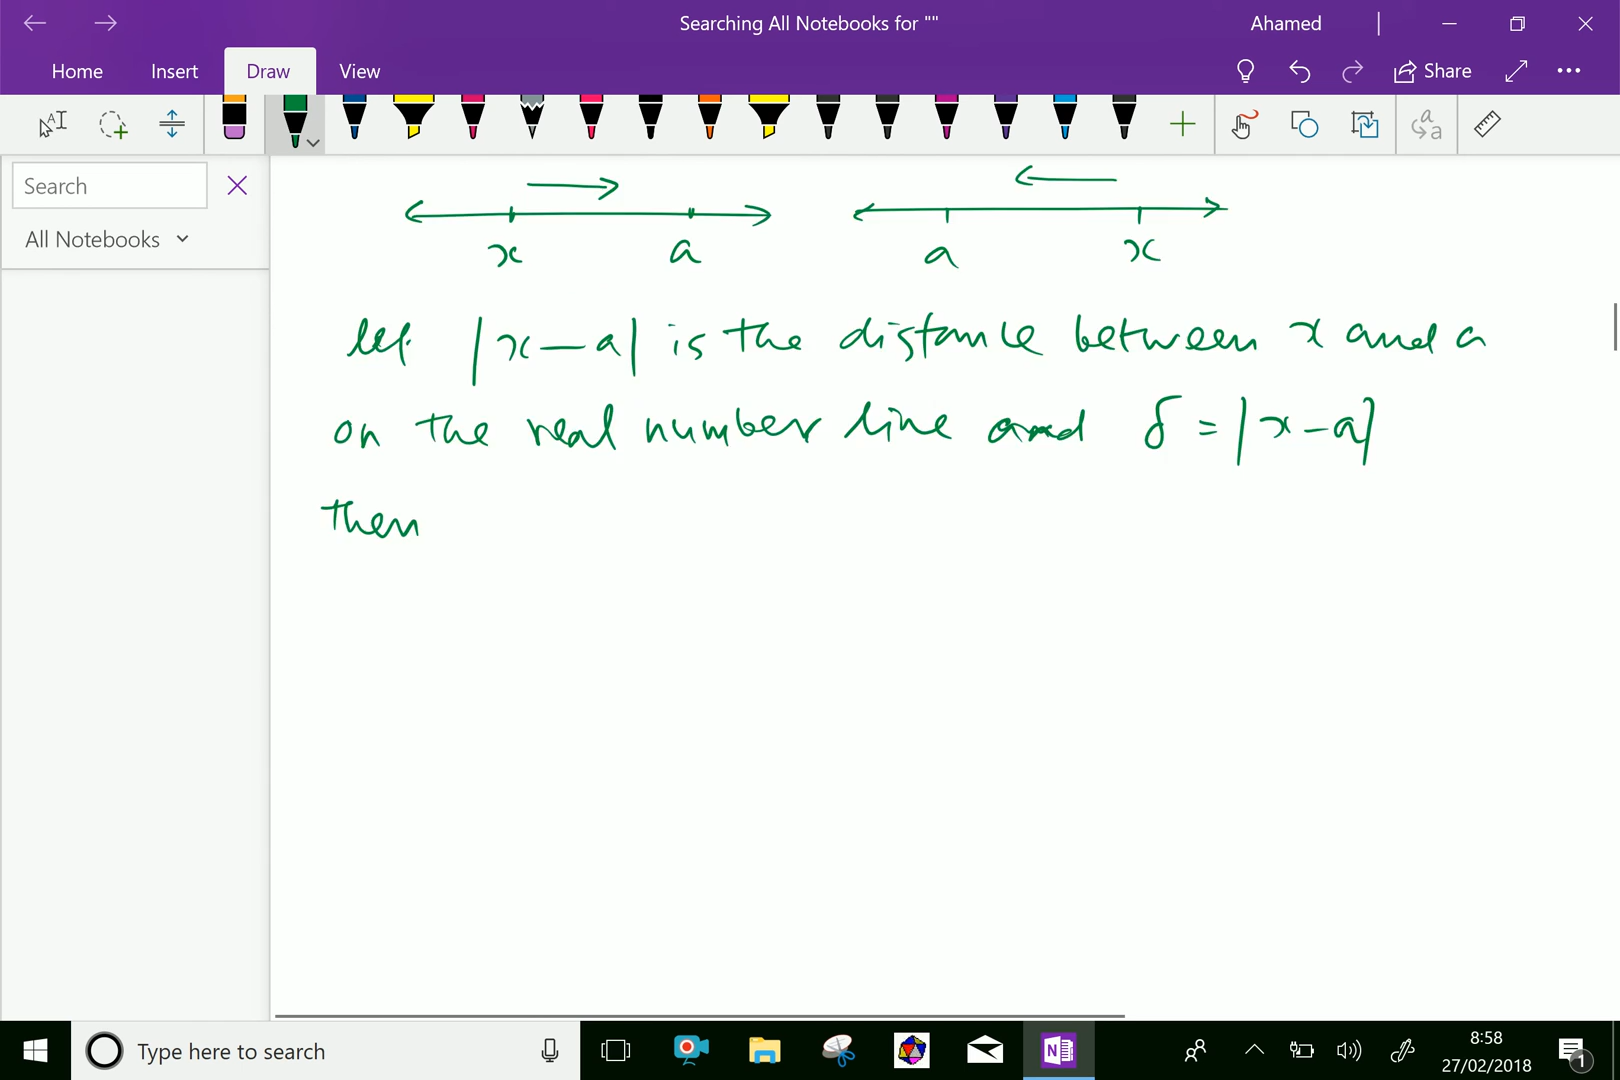 Searching All Notebooks for ""
Ahamed
Home Insert Draw View
Share
Search
All Notebooks
x a a x
let |x-a| is the distance between x and a
on the real number line and δ = |x-a|
then
Type here to search
8:58
27/02/2018
1